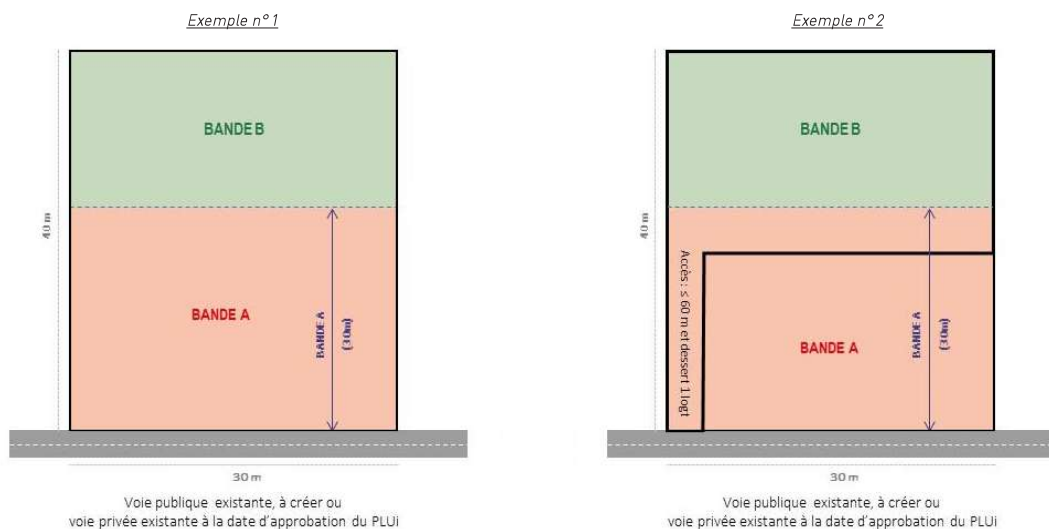 Exemple n° 1
BANDE B
40 m
BANDE A
(30m)
BANDE A
30 m
Voie publique existante, à créer ou
voie privée existante à la date d'approbation du PLUi
Exemple n° 2
BANDE B
40 m
Accès : ≤ 60 m et dessert 1 logt
BANDE A
(30m)
BANDE A
30 m
Voie publique existante, à créer ou
voie privée existante à la date d'approbation du PLUi